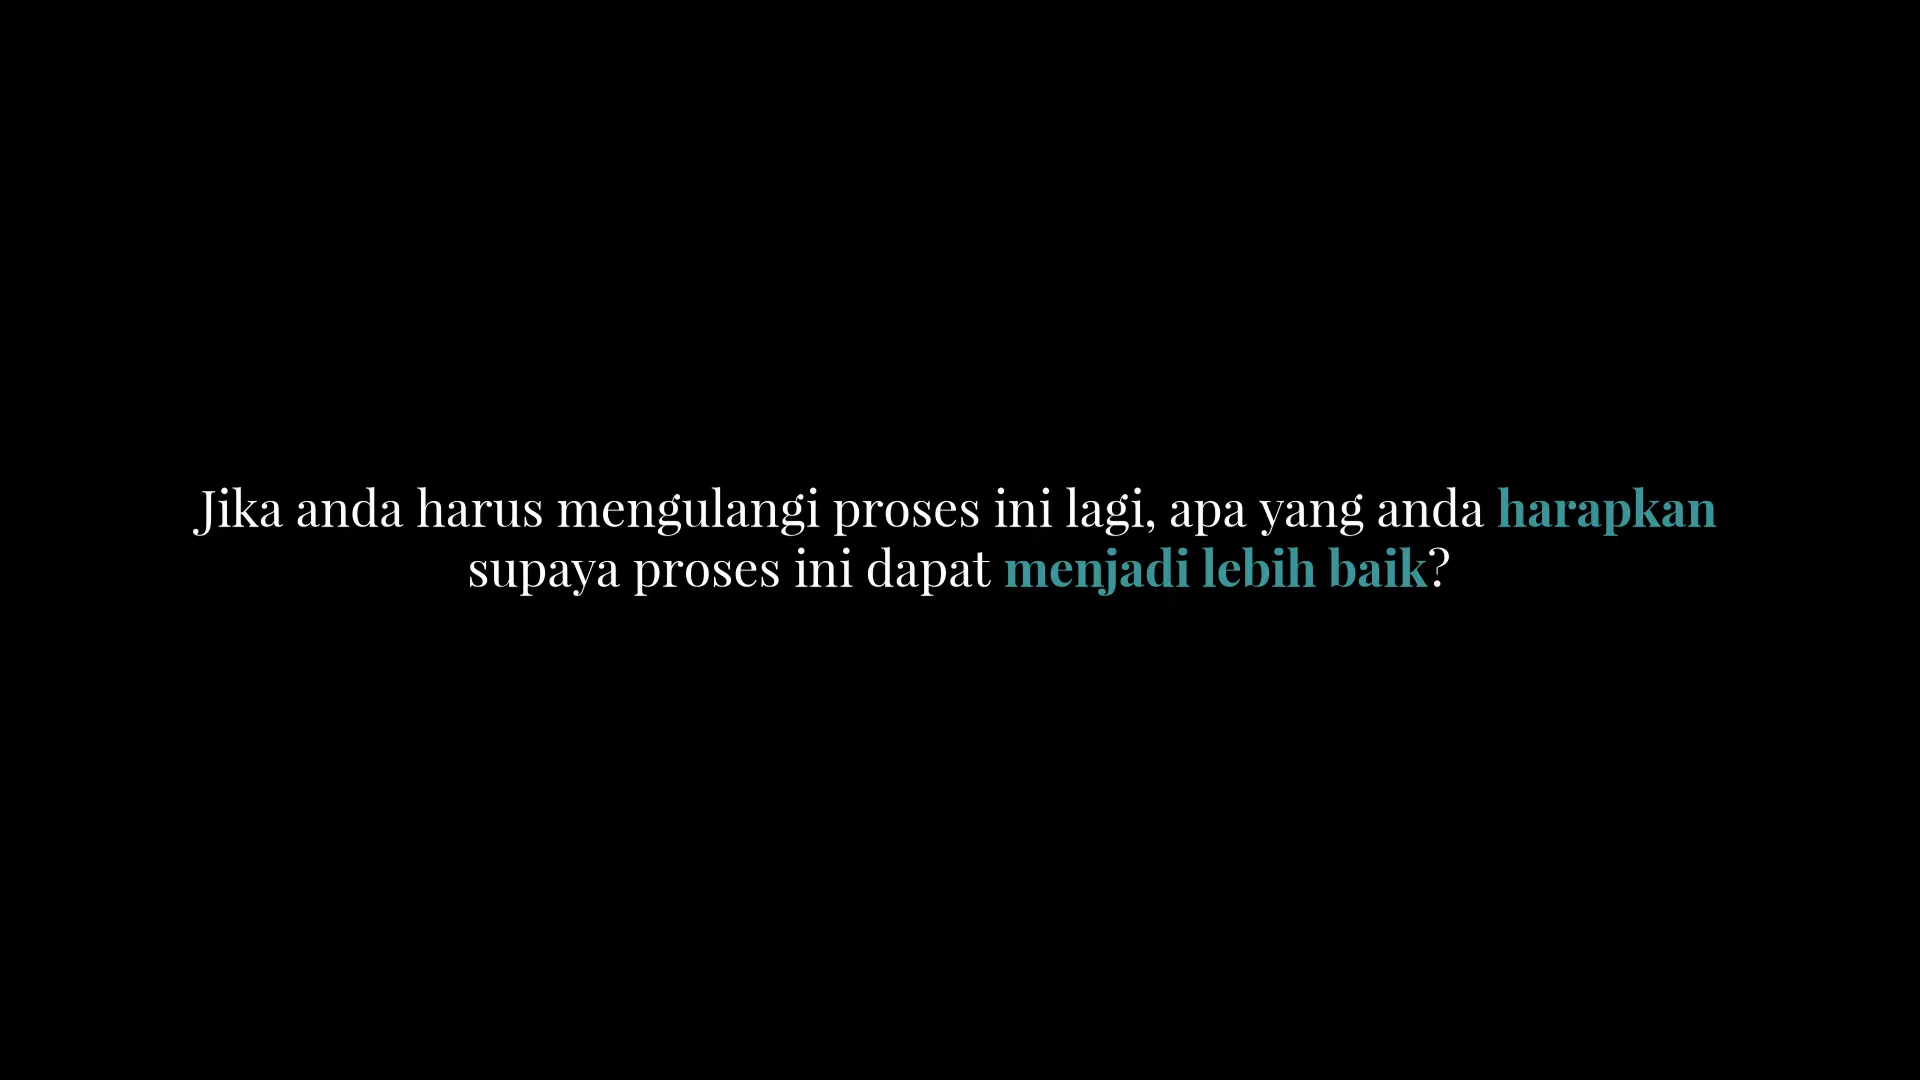 Jika anda harus mengulangi proses ini lagi, apa yang anda harapkan
supaya proses ini dapat menjadi lebih baik?